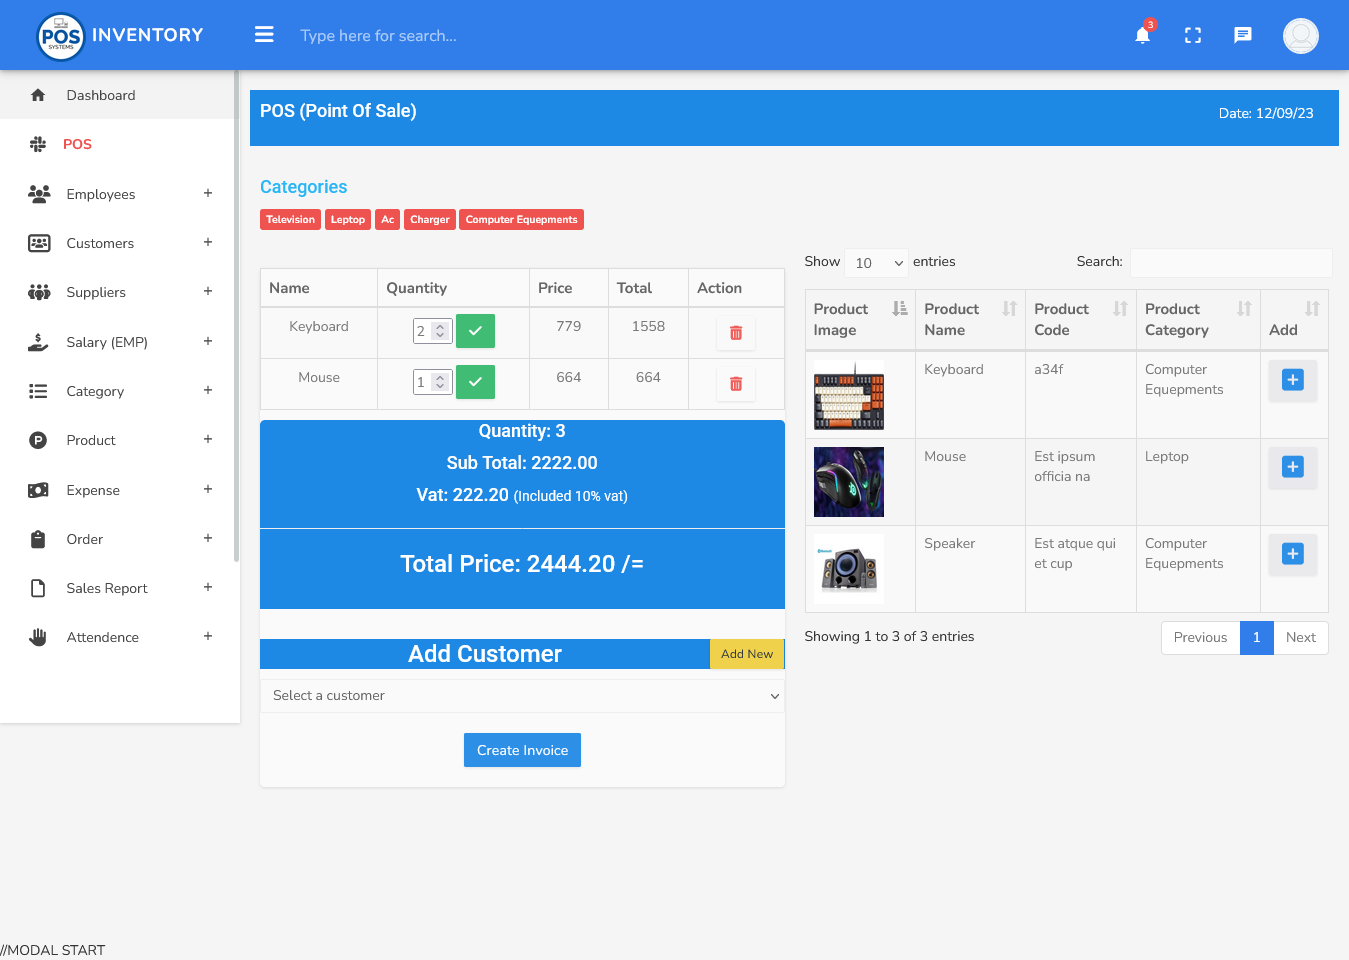 POS
SYSTEMS
INVENTORY
Type here for search...
3
Dashboard
POS
Employees +
Customers +
Suppliers +
Salary (EMP) +
Category +
Product +
Expense +
Order +
Sales Report +
Attendence +
POS (Point Of Sale)
Date: 12/09/23
Categories
Television Leptop Ac Charger Computer Equepments
Name Quantity Price Total Action
Keyboard 2 779 1558
Mouse 1 664 664
Quantity: 3
Sub Total: 2222.00
Vat: 222.20 (Included 10% vat)
Total Price: 2444.20 /=
Add Customer
Add New
Select a customer
Create Invoice
Show 10 entries
Search:
Product Image Product Name Product Code Product Category Add
Keyboard a34f Computer Equepments
Mouse Est ipsum officia na Leptop
Speaker Est atque qui et cup Computer Equepments
Showing 1 to 3 of 3 entries
Previous 1 Next
//MODAL START